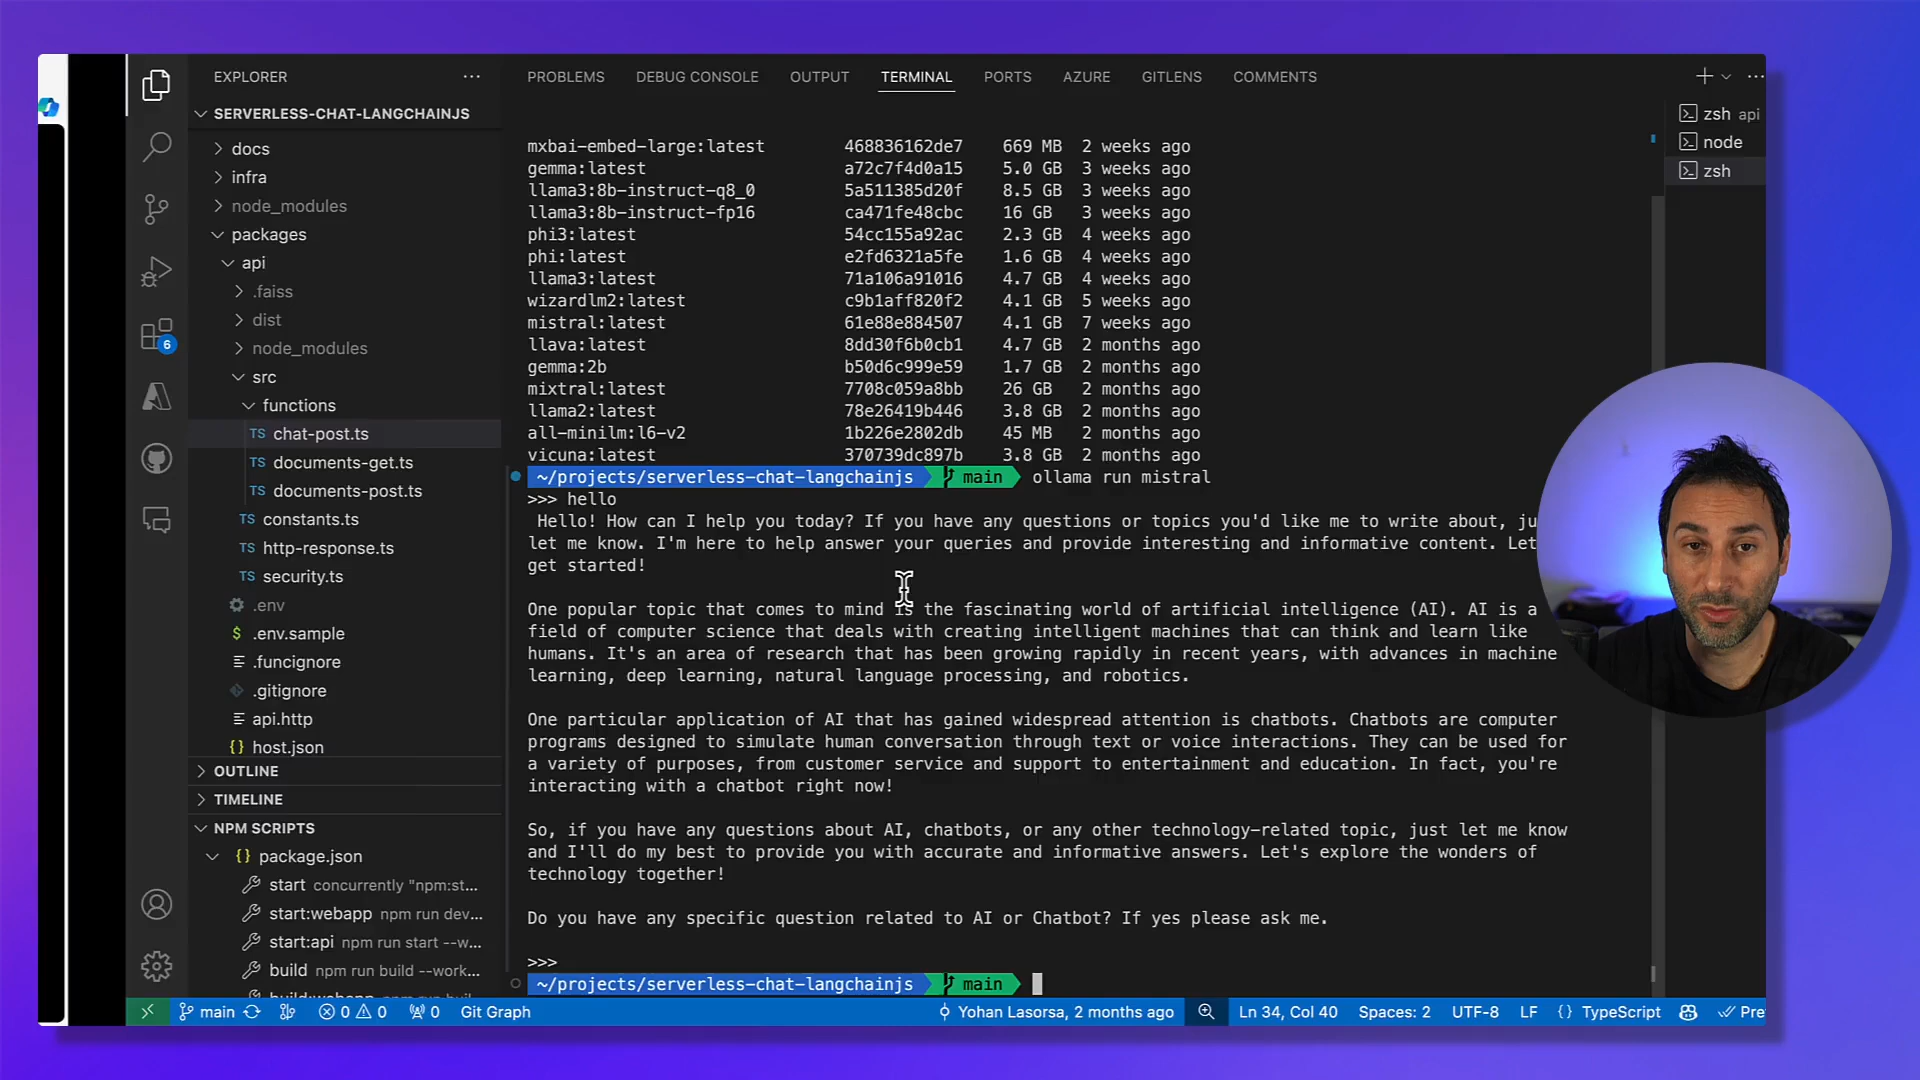 EXPLORER
SERVERLESS-CHAT-LANGCHAINJS
docs
infra
node_modules
packages
api
.faiss
dist
node_modules
src
functions
TS chat-post.ts
TS documents-get.ts
TS documents-post.ts
TS constants.ts
TS http-response.ts
TS security.ts
.env
$ .env.sample
.funcignore
.gitignore
api.http
{} host.json
OUTLINE
TIMELINE
NPM SCRIPTS
{} package.json
start concurrently "npm:st...
start:webapp npm run dev...
start:api npm run start --w...
build npm run build --work...
6
PROBLEMS DEBUG CONSOLE OUTPUT TERMINAL PORTS AZURE GITLENS COMMENTS
mxbai-embed-large:latest 468836162de7 669 MB 2 weeks ago
gemma:latest a72c7f4d0a15 5.0 GB 3 weeks ago
llama3:8b-instruct-q8_0 5a511385d20f 8.5 GB 3 weeks ago
llama3:8b-instruct-fp16 ca471fe48cbc 16 GB 3 weeks ago
phi3:latest 54cc155a92ac 2.3 GB 4 weeks ago
phi:latest e2fd6321a5fe 1.6 GB 4 weeks ago
llama3:latest 71a106a91016 4.7 GB 4 weeks ago
wizardlm2:latest c9b1aff820f2 4.1 GB 5 weeks ago
mistral:latest 61e88e884507 4.1 GB 7 weeks ago
llava:latest 8dd30f6b0cb1 4.7 GB 2 months ago
gemma:2b b50d6c999e59 1.7 GB 2 months ago
mixtral:latest 7708c059a8bb 26 GB 2 months ago
llama2:latest 78e26419b446 3.8 GB 2 months ago
all-minilm:l6-v2 1b226e2802db 45 MB 2 months ago
vicuna:latest 370739dc897b 3.8 GB 2 months ago
~/projects/serverless-chat-langchainjs main ollama run mistral
>>> hello
Hello! How can I help you today? If you have any questions or topics you'd like me to write about, ju
let me know. I'm here to help answer your queries and provide interesting and informative content. Let
get started!
One popular topic that comes to mind is the fascinating world of artificial intelligence (AI). AI is a
field of computer science that deals with creating intelligent machines that can think and learn like
humans. It's an area of research that has been growing rapidly in recent years, with advances in machine
learning, deep learning, natural language processing, and robotics.
One particular application of AI that has gained widespread attention is chatbots. Chatbots are computer
programs designed to simulate human conversation through text or voice interactions. They can be used for
a variety of purposes, from customer service and support to entertainment and education. In fact, you're
interacting with a chatbot right now!
So, if you have any questions about AI, chatbots, or any other technology-related topic, just let me know
and I'll do my best to provide you with accurate and informative answers. Let's explore the wonders of
technology together!
Do you have any specific question related to AI or Chatbot? If yes please ask me.
>>>
~/projects/serverless-chat-langchainjs main
zsh api
node
zsh
main 0 0 0 Git Graph Yohan Lasorsa, 2 months ago Ln 34, Col 40 Spaces: 2 UTF-8 LF {} TypeScript Pre